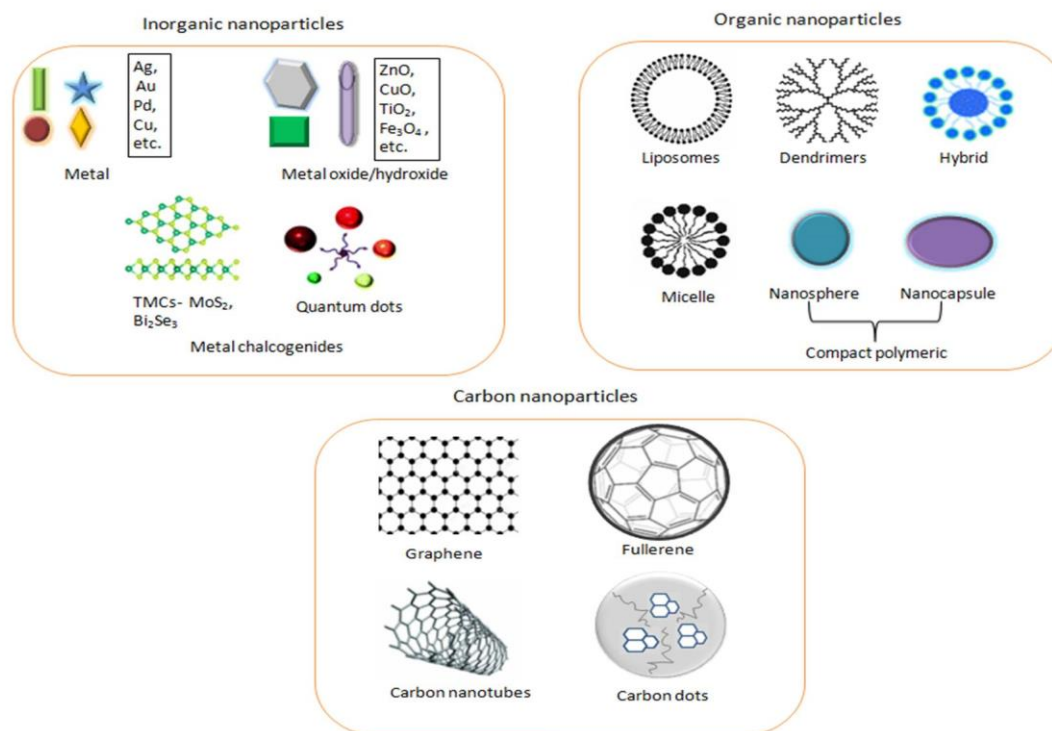 Inorganic nanoparticles
Ag,
Au
Pd,
Cu,
etc.
Metal
ZnO,
CuO,
TiO₂,
Fe₃O₄,
etc.
Metal oxide/hydroxide
TMCs- MoS₂,
Bi₂Se₃
Quantum dots
Metal chalcogenides
Organic nanoparticles
Liposomes
Dendrimers
Hybrid
Micelle
Nanosphere
Nanocapsule
Compact polymeric
Carbon nanoparticles
Graphene
Fullerene
Carbon nanotubes
Carbon dots